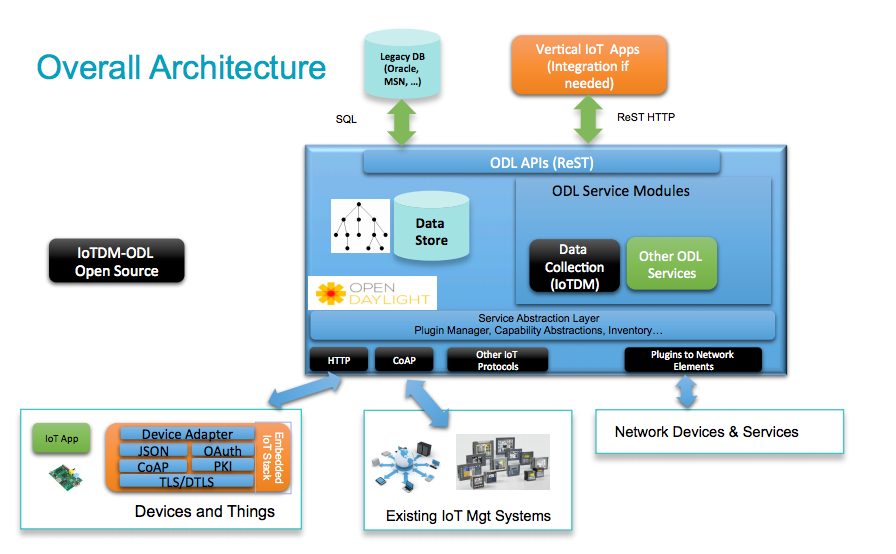 Overall Architecture
Legacy DB
(Oracle,
MSN, ...)
Vertical IoT Apps
(Integration if
needed)
SQL
ReST HTTP
ODL APIs (ReST)
ODL Service Modules
Data
Store
Data
Collection
(IoTDM)
Other ODL
Services
IoTDM-ODL
Open Source
OPEN
DAYLIGHT
Service Abstraction Layer
Plugin Manager, Capability Abstractions, Inventory...
HTTP
CoAP
Other IoT
Protocols
Plugins to Network
Elements
IoT App
Device Adapter
JSON
OAuth
CoAP
PKI
TLS/DTLS
Embedded
IoT Stack
Devices and Things
Existing IoT Mgt Systems
Network Devices & Services